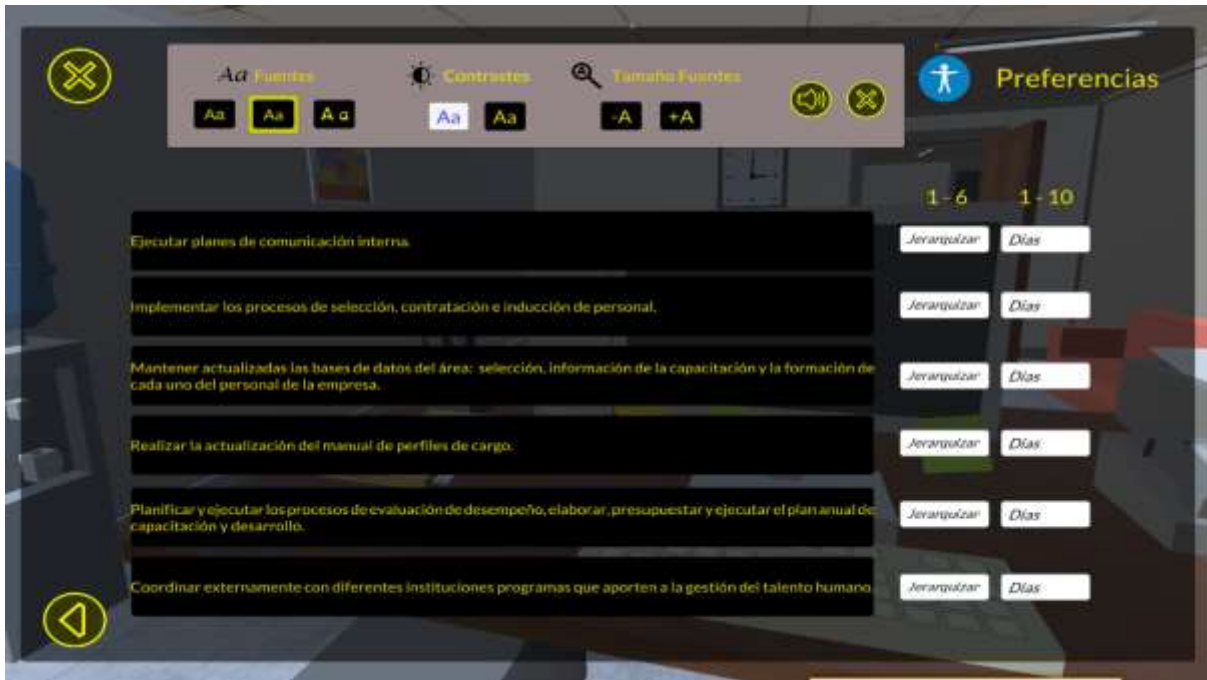 Aa Fuentes
Contrastes
Tamaño Fuentes
Preferencias
Aa Aa Aa
Aa Aa
-A +A
1 - 6 1 - 10
Ejecutar planes de comunicación interna.
Jerarquizar Días
Implementar los procesos de selección, contratación e inducción de personal.
Jerarquizar Días
Mantener actualizadas las bases de datos del área: selección, información de la capacitación y la formación de
cada uno del personal de la empresa.
Jerarquizar Días
Realizar la actualización del manual de perfiles de cargo.
Jerarquizar Días
Planificar y ejecutar los procesos de evaluación de desempeño, elaborar, presupuestar y ejecutar el plan anual de
capacitación y desarrollo.
Jerarquizar Días
Coordinar externamente con diferentes instituciones programas que aporten a la gestión del talento humano.
Jerarquizar Días